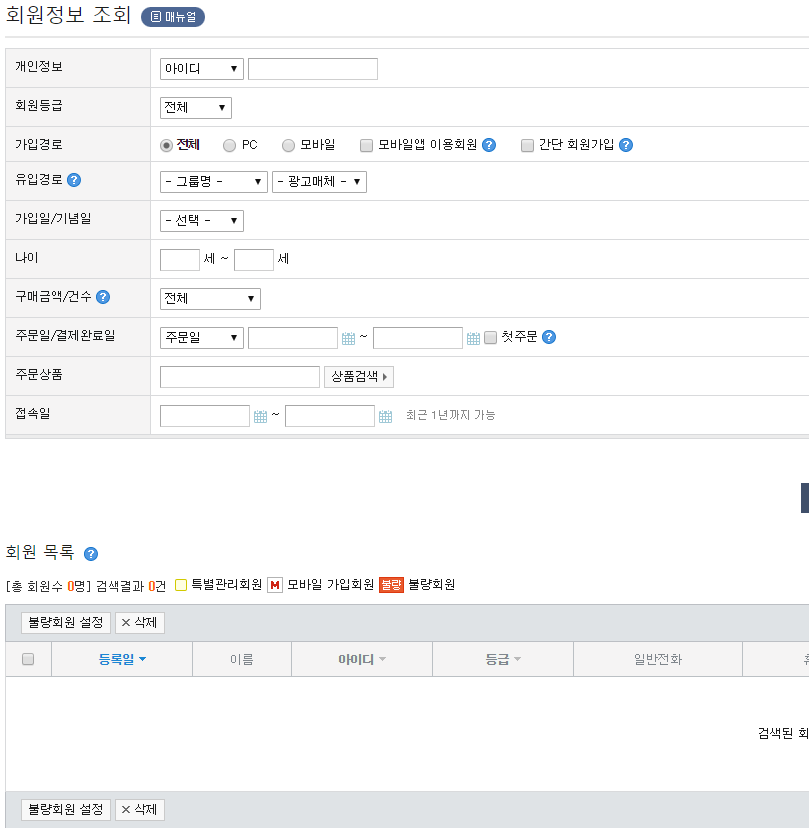 회원정보 조회 매뉴얼
개인정보 아이디
회원등급 전체
가입경로 전체 PC 모바일 모바일앱 이용회원 ? 간단 회원가입 ?
유입경로 ? - 그룹명 - - 광고매체 -
가입일/기념일 - 선택 -
나이 세 ~ 세
구매금액/건수 ? 전체
주문일/결제완료일 주문일 ~ 첫주문 ?
주문상품 상품검색
접속일 ~ 최근 1년까지 가능
회원 목록 ?
[총 회원수 0명] 검색결과 0건 특별관리회원 M 모바일 가입회원 불량 불량회원
불량회원 설정 × 삭제
등록일 이름 아이디 등급 일반전화
검색된 회
불량회원 설정 × 삭제